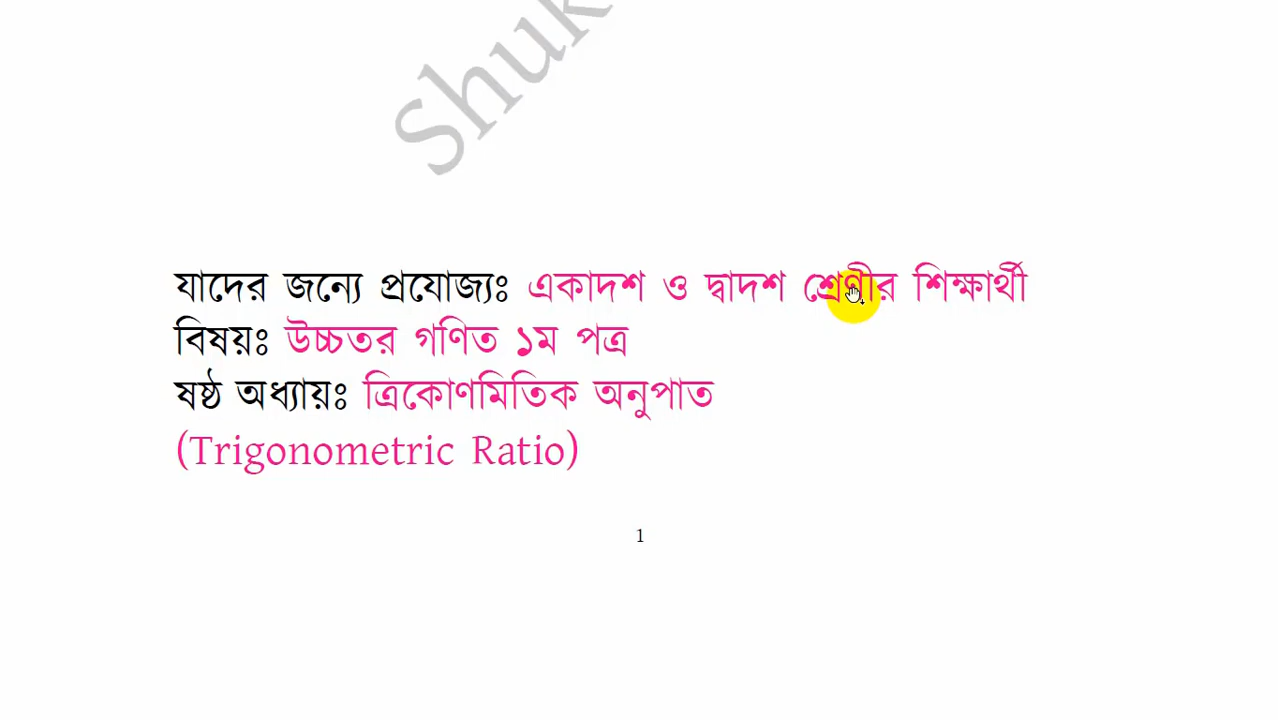 Shuk
যাদের জন্যে প্রযোজ্যঃ একাদশ ও দ্বাদশ শ্রেণীর শিক্ষার্থী
বিষয়ঃ উচ্চতর গণিত ১ম পত্র
ষষ্ঠ অধ্যায়ঃ ত্রিকোণমিতিক অনুপাত
(Trigonometric Ratio)
1